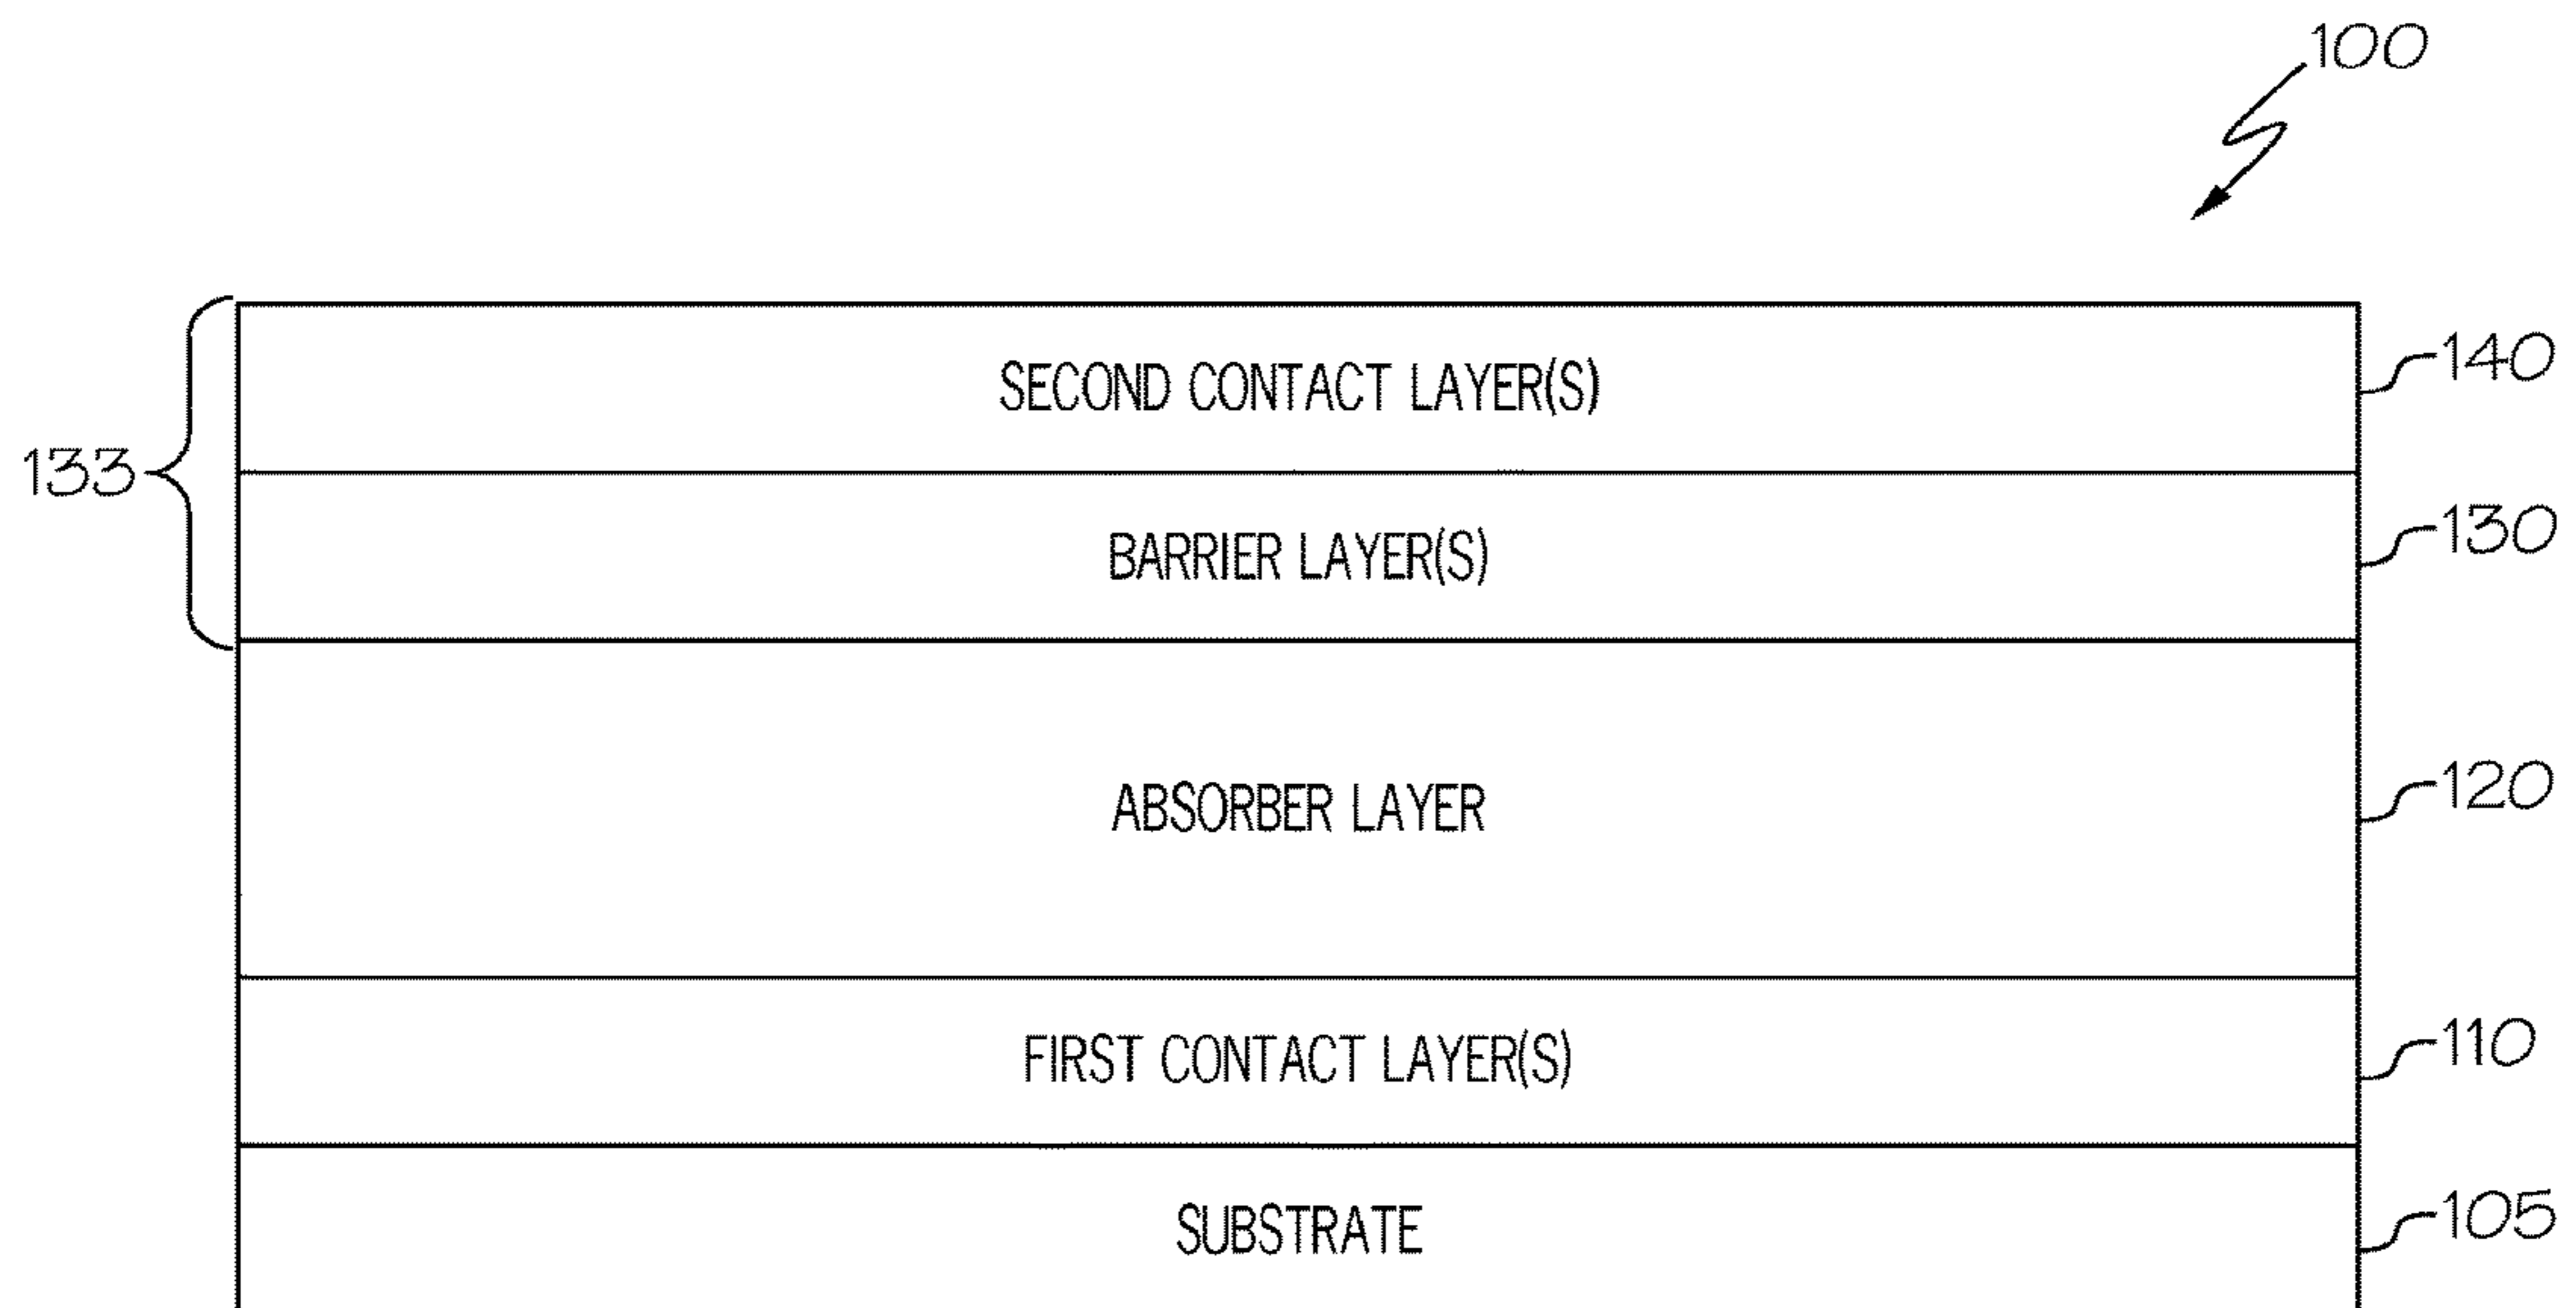 100
SECOND CONTACT LAYER(S)
140
133
BARRIER LAYER(S)
130
ABSORBER LAYER
120
FIRST CONTACT LAYER(S)
110
SUBSTRATE
105